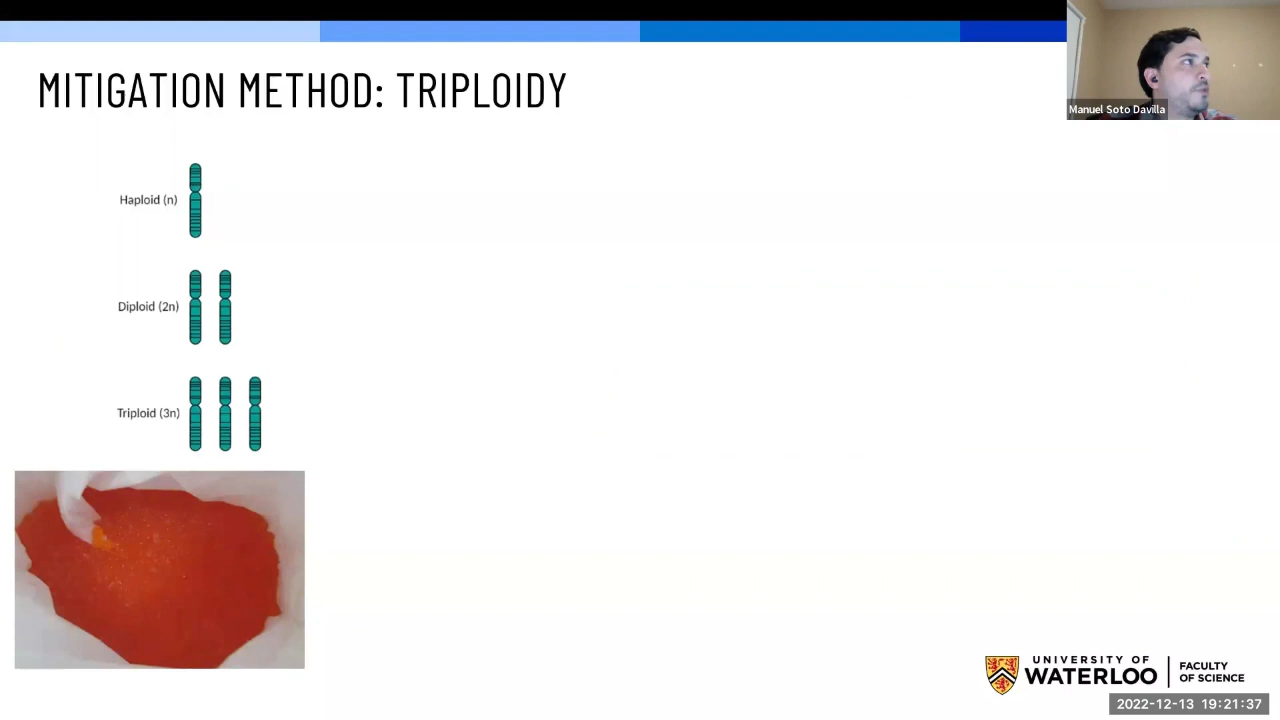 MITIGATION METHOD: TRIPLOIDY
Manuel Soto Davilla
Haploid (n)
Diploid (2n)
Triploid (3n)
UNIVERSITY OF
WATERLOO
FACULTY
OF SCIENCE
2022-12-13 19:21:37